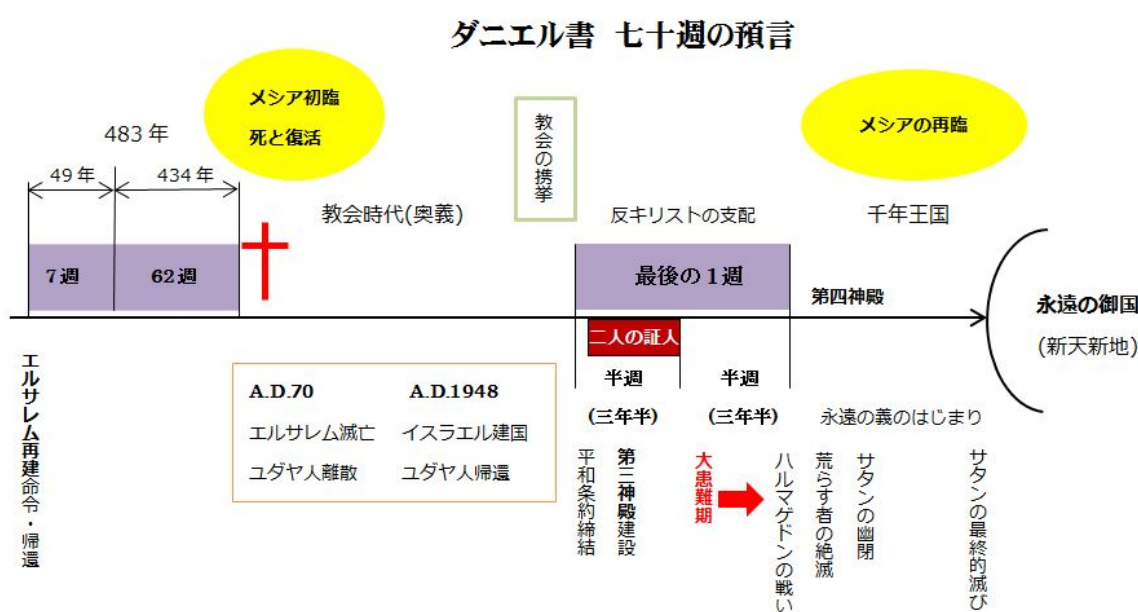 ダニエル書 七十週の預言
メシア初臨
死と復活
483 年
49 年
434 年
教会の携挙
メシアの再臨
教会時代(奥義)
反キリストの支配
千年王国
7週
62週
最後の1週
第四神殿
永遠の御国
(新天新地)
二人の証人
半週
(三年半)
半週
(三年半)
永遠の義のはじまり
エルサレム再建命令・帰還
A.D.70
A.D.1948
エルサレム滅亡
イスラエル建国
ユダヤ人離散
ユダヤ人帰還
平和条約締結
第三神殿建設
大患難期
ハルマゲドンの戦い
荒らす者の絶滅
サタンの幽閉
サタンの最終的滅び